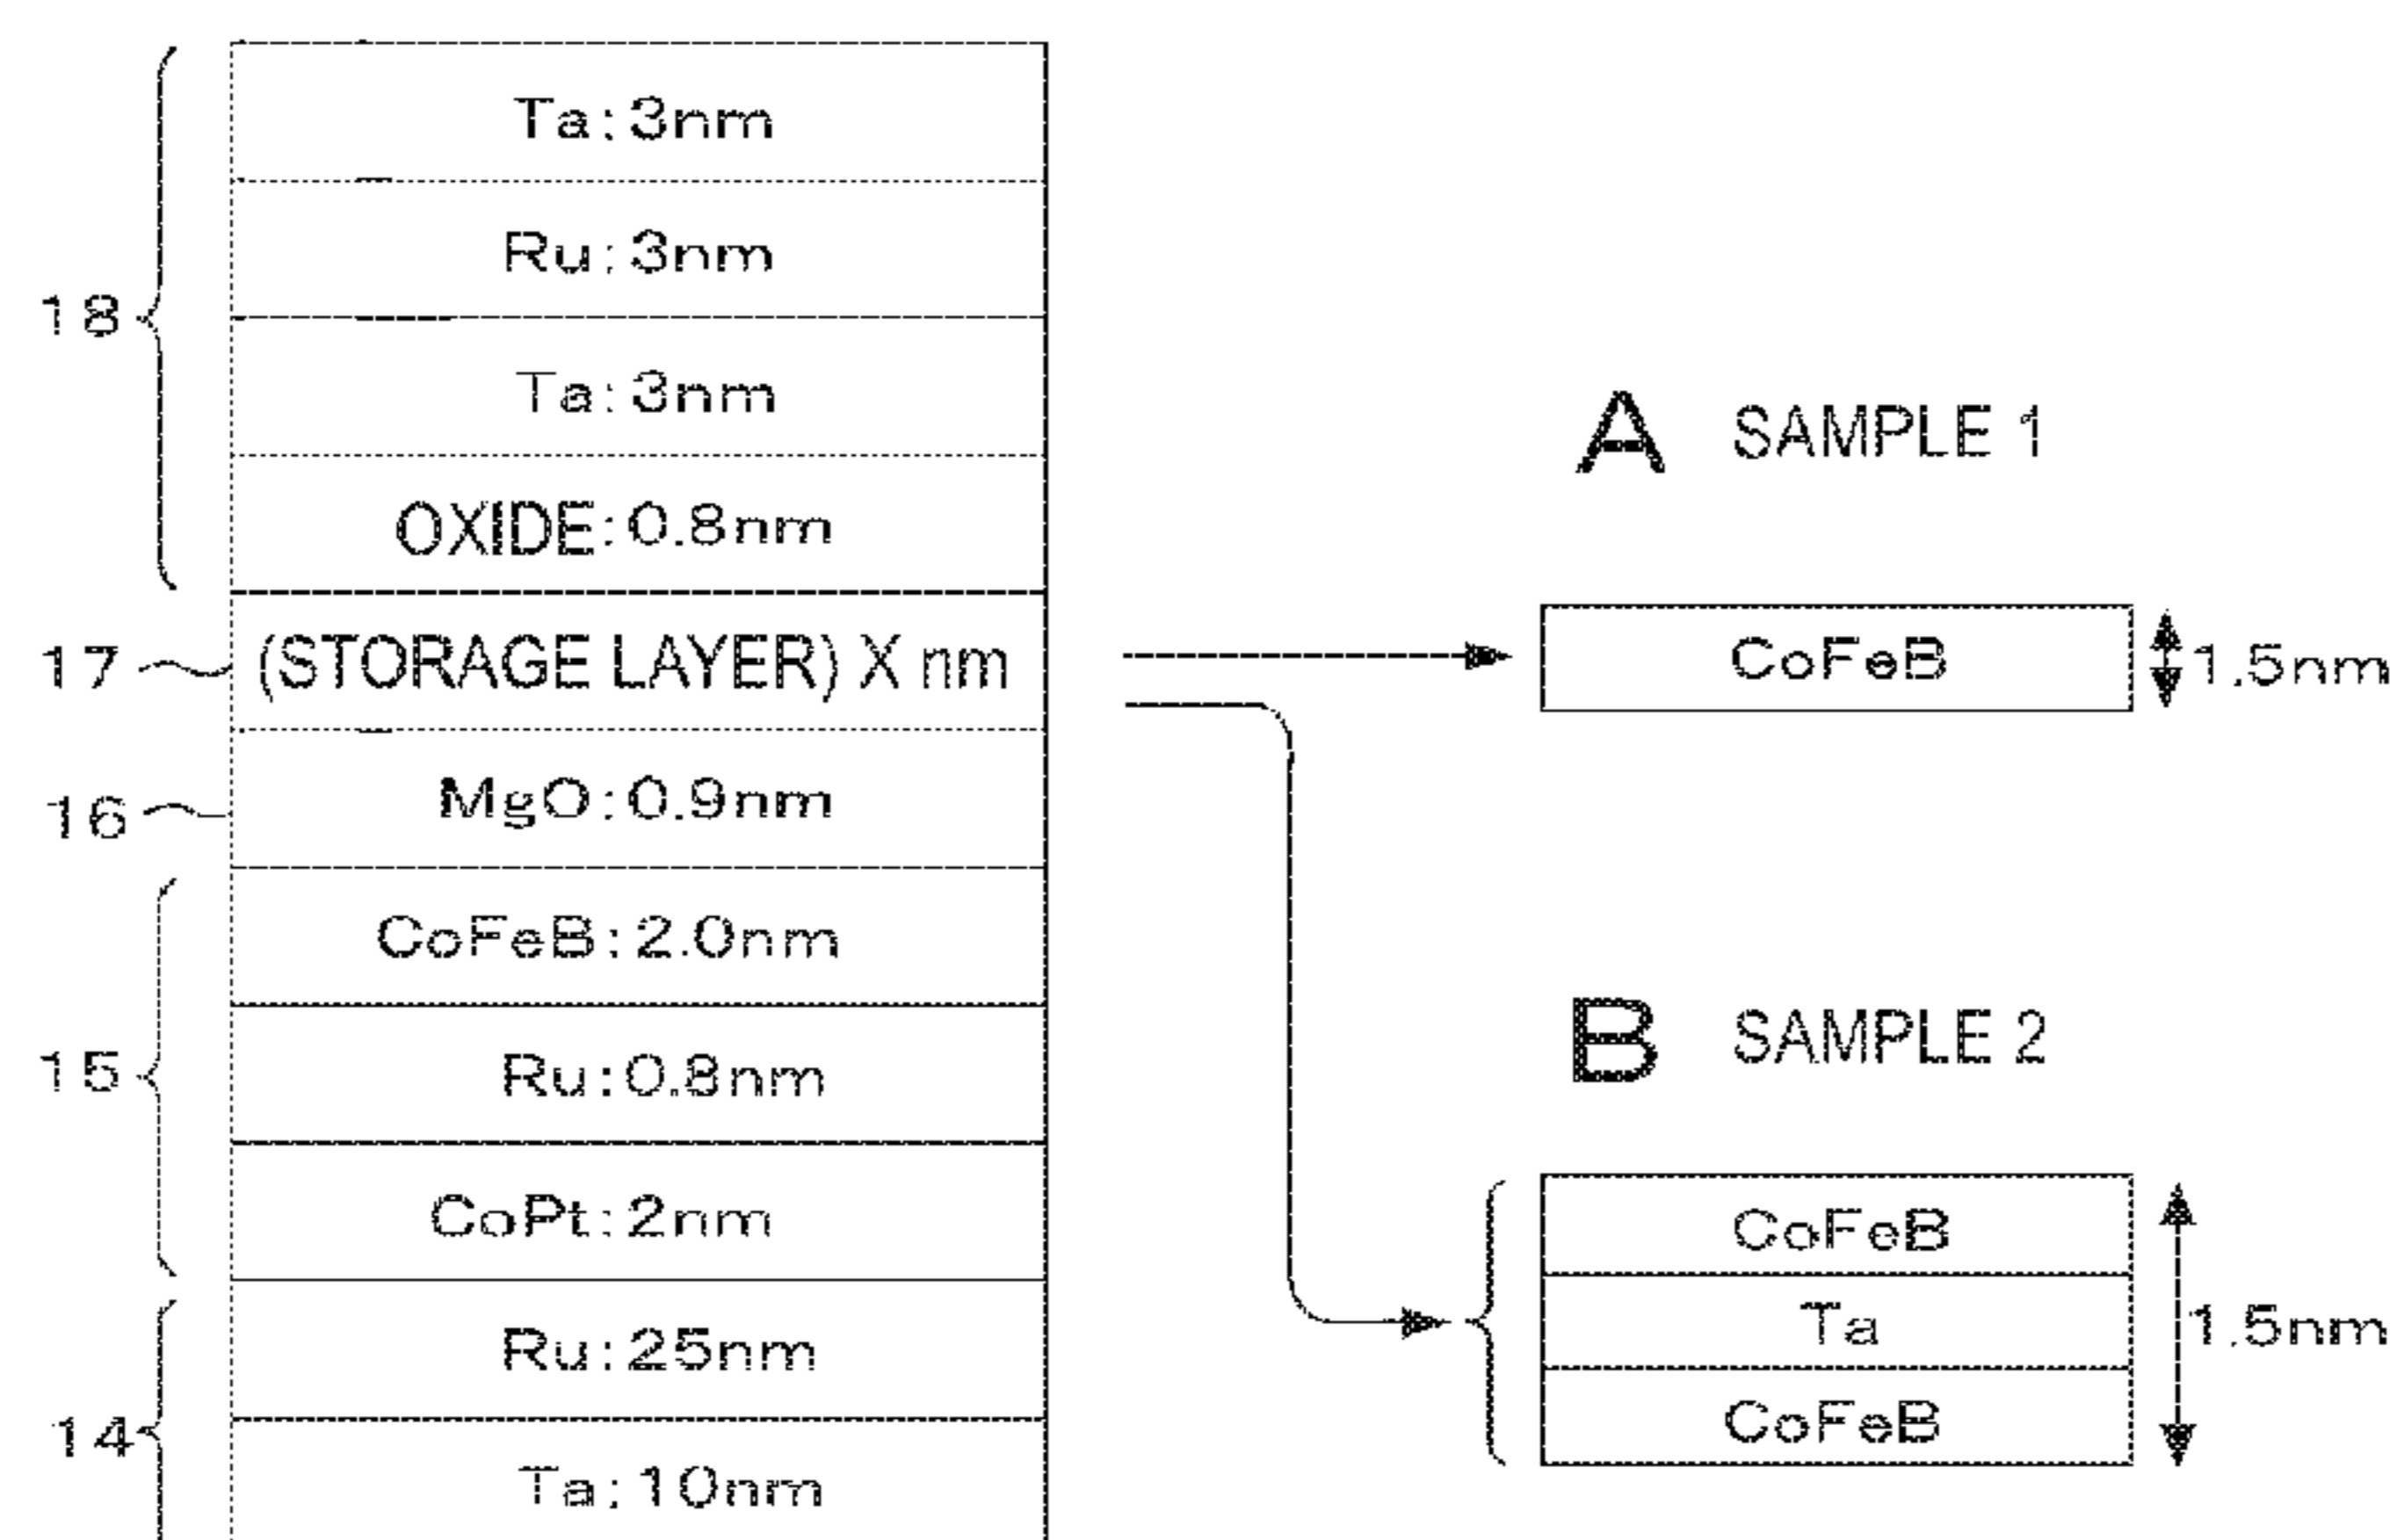 18
Ta:3nm
Ru:3nm
Ta:3nm
OXIDE:0.8nm
17
(STORAGE LAYER) X nm
16
MgO:0.9nm
15
CoFeB:2.0nm
Ru:0.8nm
CoPt:2nm
14
Ru:25nm
Ta:10nm
A SAMPLE 1
CoFeB
1.5nm
B SAMPLE 2
CoFeB
Ta
CoFeB
1.5nm